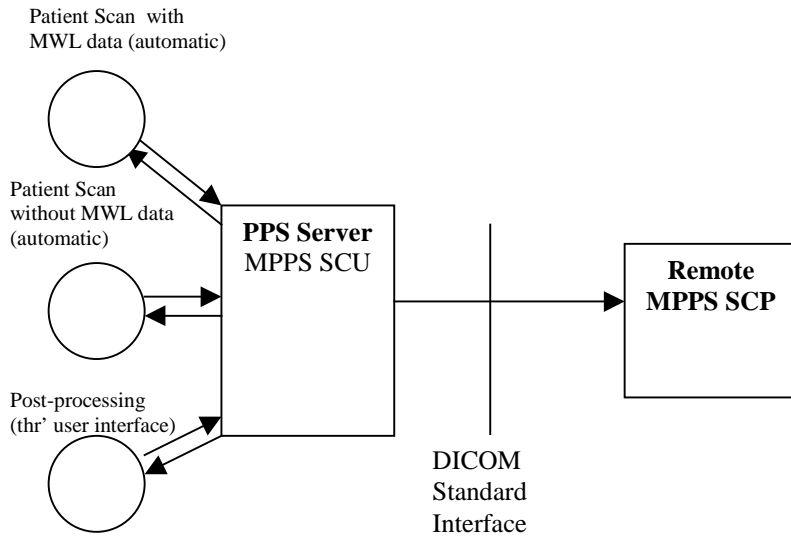 Patient Scan with
MWL data (automatic)
Patient Scan
without MWL data
(automatic)
PPS Server
MPPS SCU
Remote
MPPS SCP
Post-processing
(thr' user interface)
DICOM
Standard
Interface